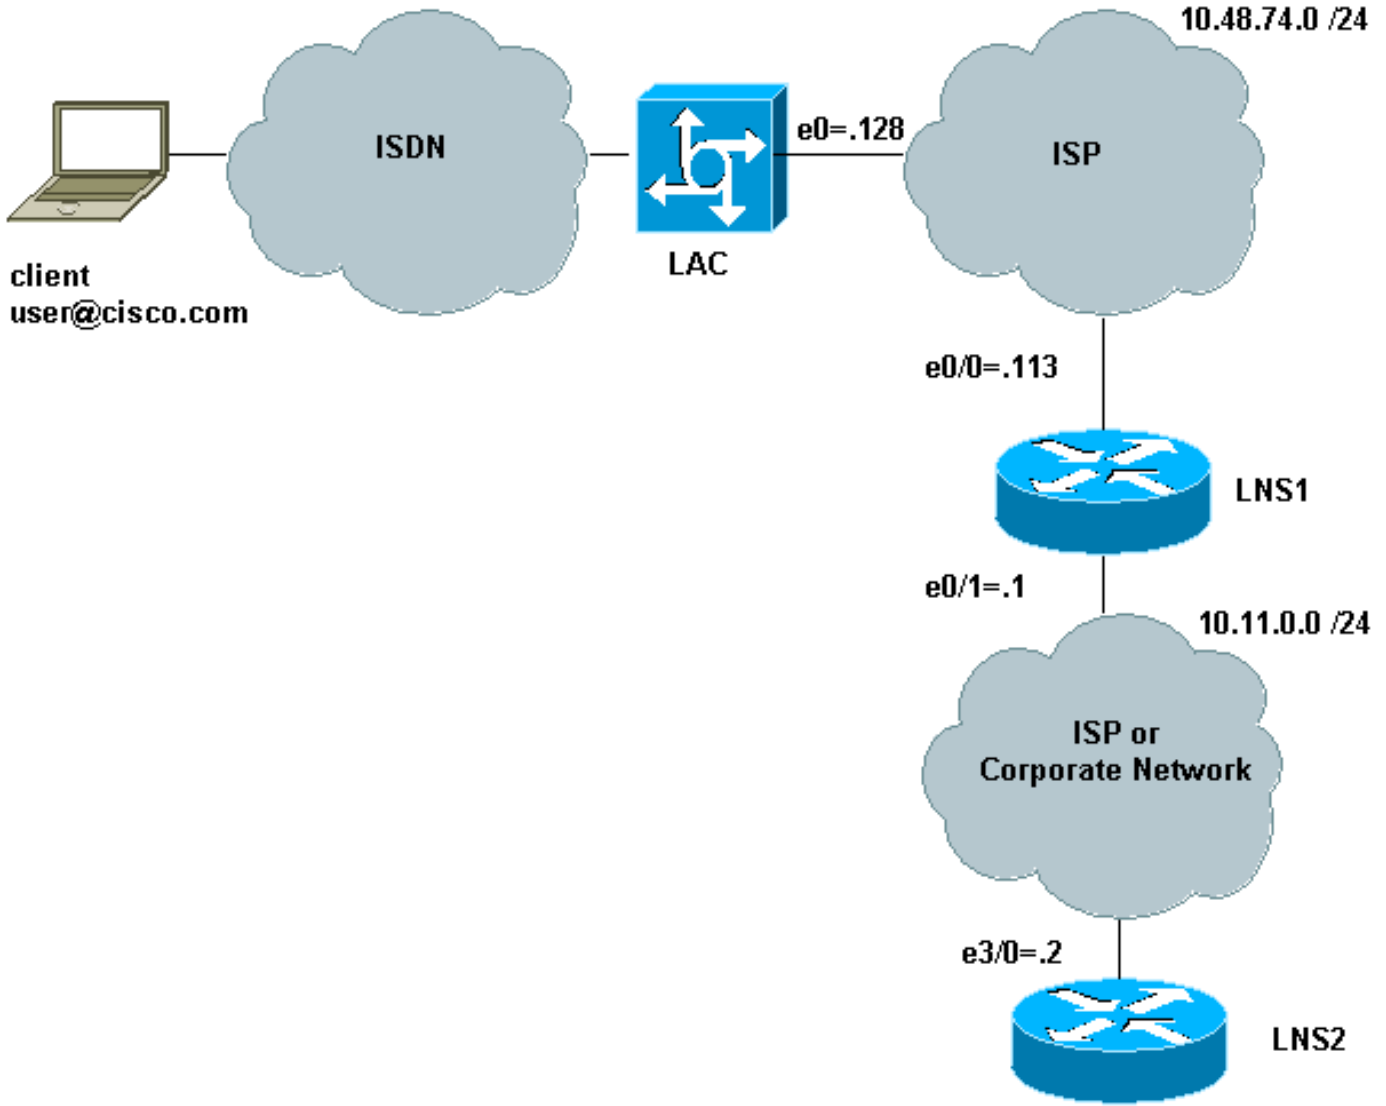 10.48.74.0 /24
ISDN
e0=.128
ISP
LAC
client
user@cisco.com
e0/0=.113
LNS1
e0/1=.1
10.11.0.0 /24
ISP or
Corporate Network
e3/0=.2
LNS2